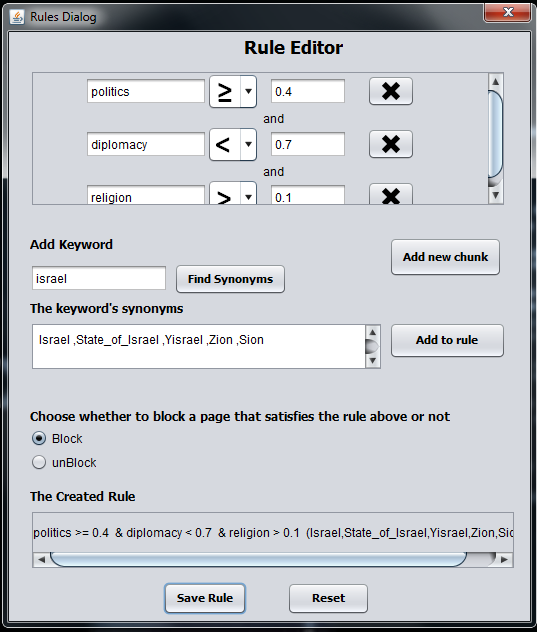 Rules Dialog
Rule Editor
politics ≥ 0.4
and
diplomacy < 0.7
and
religion > 0.1
Add Keyword
Add new chunk
israel Find Synonyms
The keyword's synonyms
Israel ,State_of_Israel ,Yisrael ,Zion ,Sion
Add to rule
Choose whether to block a page that satisfies the rule above or not
Block
unBlock
The Created Rule
politics >= 0.4 & diplomacy < 0.7 & religion > 0.1 (Israel,State_of_Israel,Yisrael,Zion,Sio
Save Rule Reset